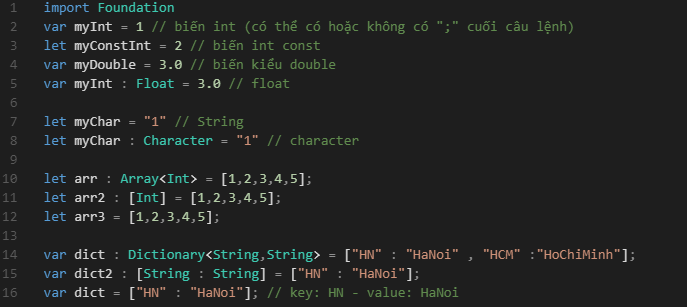 1 import Foundation
2 var myInt = 1 // biến int (có thể có hoặc không có ";" cuối câu lệnh)
3 let myConstInt = 2 // biến int const
4 var myDouble = 3.0 // biến kiểu double
5 var myInt : Float = 3.0 // float
6
7 let myChar = "1" // String
8 let myChar : Character = "1" // character
9
10 let arr : Array<Int> = [1,2,3,4,5];
11 let arr2 : [Int] = [1,2,3,4,5];
12 let arr3 = [1,2,3,4,5];
13
14 var dict : Dictionary<String,String> = ["HN" : "HaNoi" , "HCM" :"HoChiMinh"];
15 var dict2 : [String : String] = ["HN" : "HaNoi"];
16 var dict = ["HN" : "HaNoi"]; // key: HN - value: HaNoi